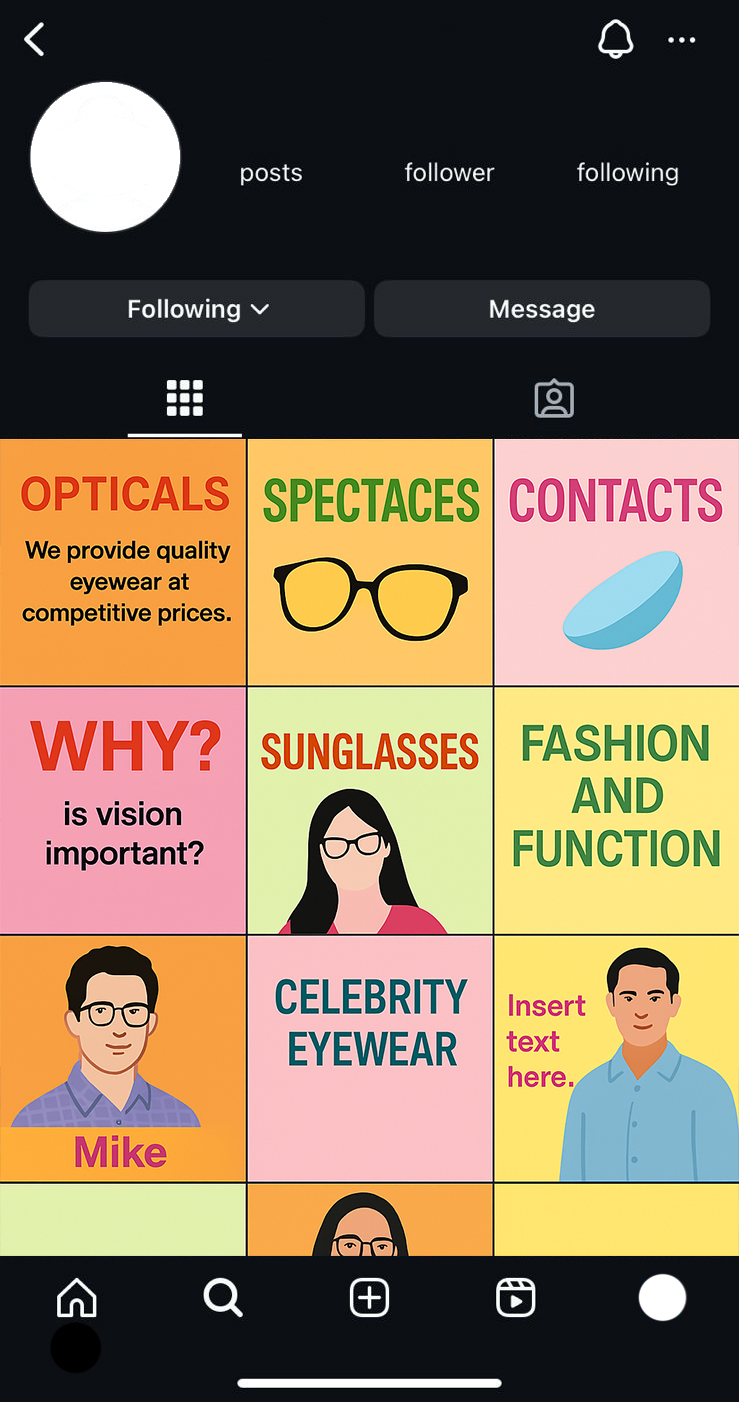 posts follower following
Following Message
OPTICALS
We provide quality
eyewear at
competitive prices.
SPECTACES
CONTACTS
WHY?
is vision
important?
SUNGLASSES
FASHION
AND
FUNCTION
Mike
CELEBRITY
EYEWEAR
Insert
text
here.